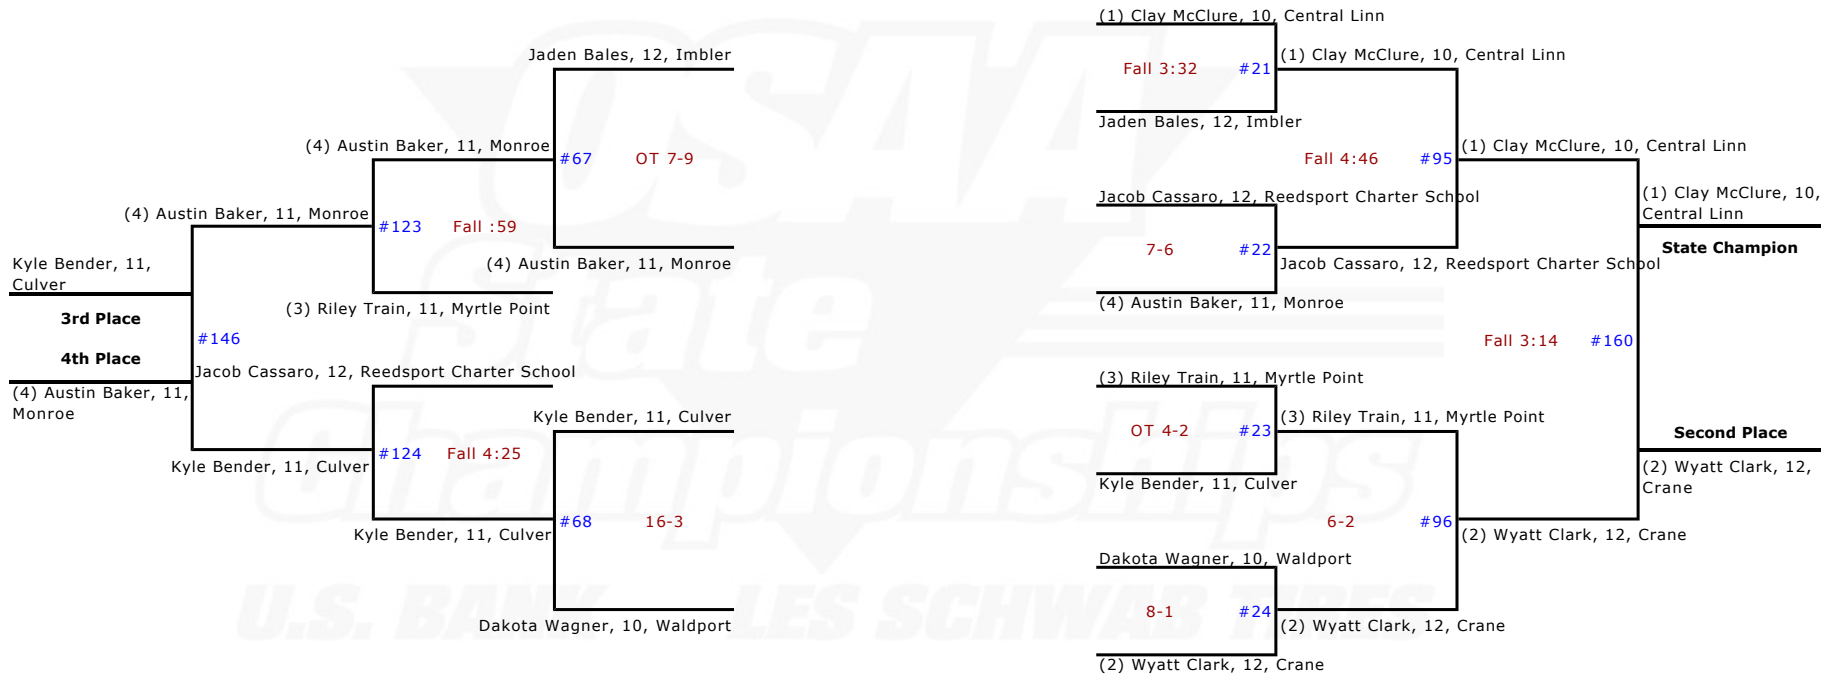 (1) Clay McClure, 10, Central Linn
Jaden Bales, 12, Imbler
(1) Clay McClure, 10, Central Linn
Fall 3:32 #21
Jaden Bales, 12, Imbler
(4) Austin Baker, 11, Monroe
(1) Clay McClure, 10, Central Linn
#67 OT 7-9
Fall 4:46 #95
(1) Clay McClure, 10,
Central Linn
Jacob Cassaro, 12, Reedsport Charter School
(4) Austin Baker, 11, Monroe
#123 Fall :59
7-6 #22
State Champion
Kyle Bender, 11,
Culver
(4) Austin Baker, 11, Monroe
Jacob Cassaro, 12, Reedsport Charter School
(3) Riley Train, 11, Myrtle Point
(4) Austin Baker, 11, Monroe
3rd Place
#146
Fall 3:14 #160
4th Place
Jacob Cassaro, 12, Reedsport Charter School
(3) Riley Train, 11, Myrtle Point
(4) Austin Baker, 11,
Monroe
Kyle Bender, 11, Culver
(3) Riley Train, 11, Myrtle Point
OT 4-2 #23
Second Place
#124 Fall 4:25
Kyle Bender, 11, Culver
(2) Wyatt Clark, 12,
Crane
Kyle Bender, 11, Culver
#68 16-3
6-2 #96
Kyle Bender, 11, Culver
(2) Wyatt Clark, 12, Crane
Dakota Wagner, 10, Waldport
8-1 #24
Dakota Wagner, 10, Waldport
(2) Wyatt Clark, 12, Crane
(2) Wyatt Clark, 12, Crane
OSAA
State
Championships
U.S. BANK LES SCHWAB TIRES